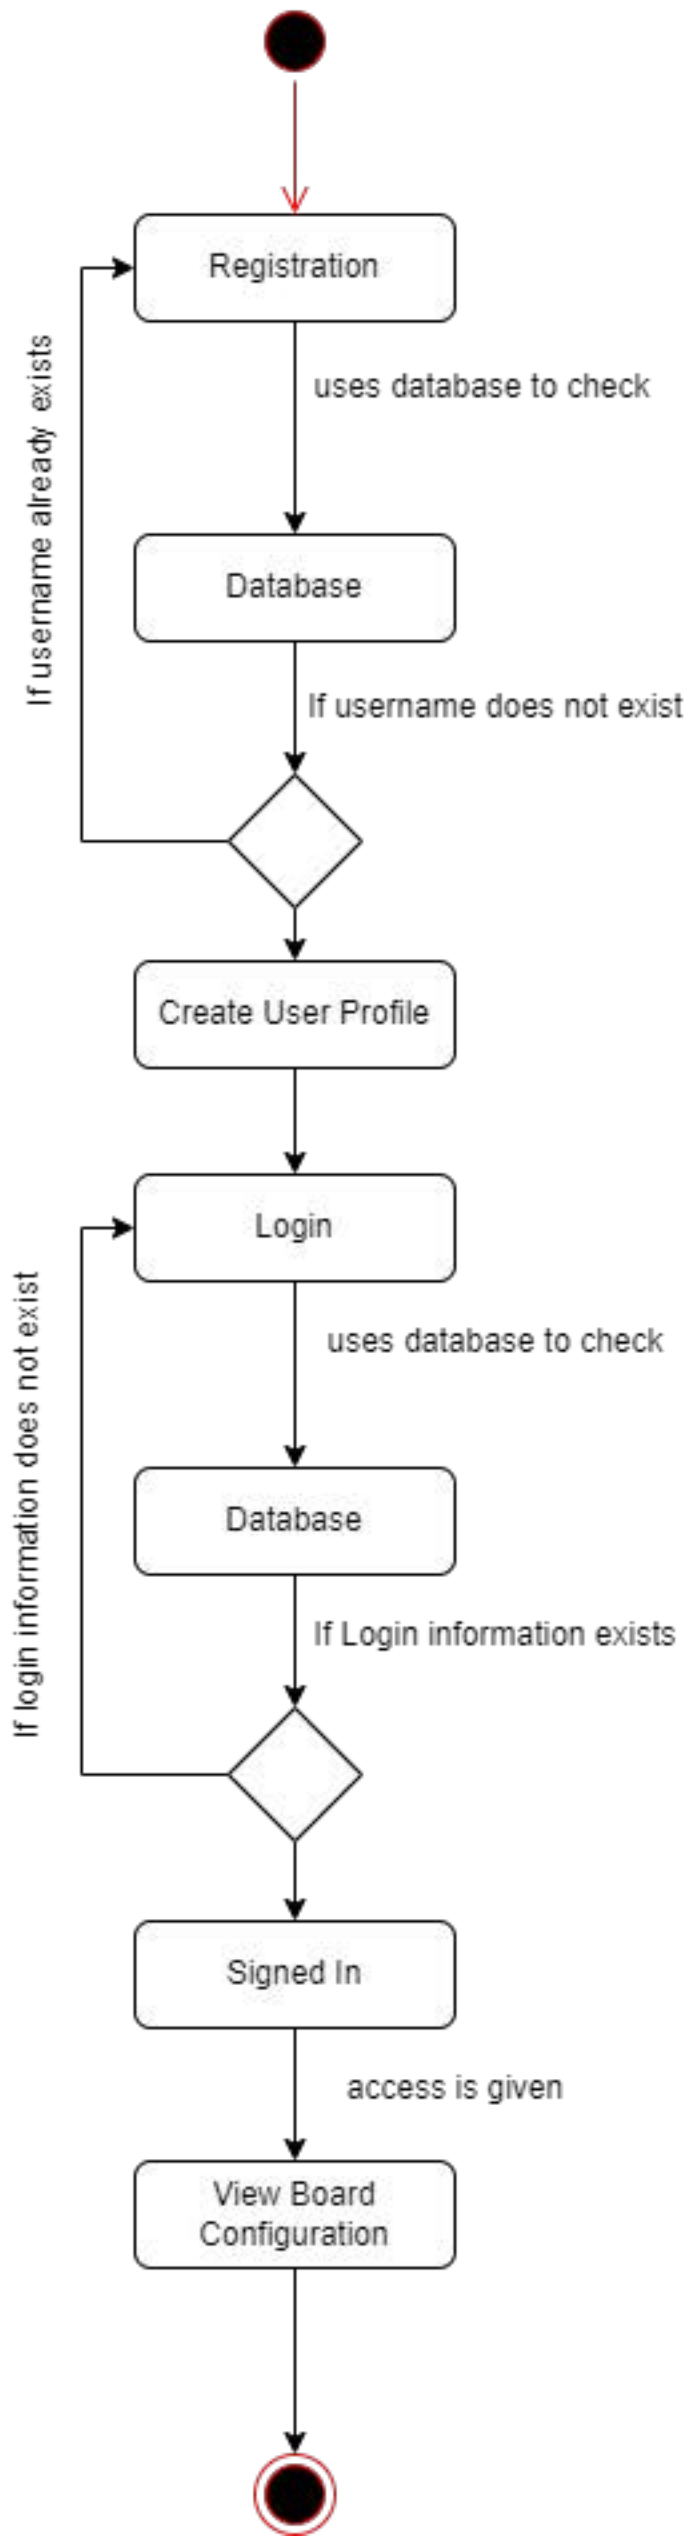 Registration
If username already exists
uses database to check
Database
If username does not exist
Create User Profile
Login
If login information does not exist
uses database to check
Database
If Login information exists
Signed In
access is given
View Board
Configuration